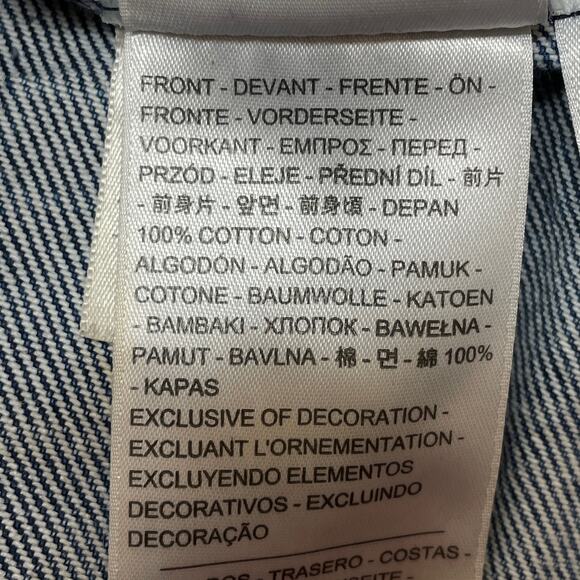 FRONT - DEVANT - FRENTE - ÖN -
FRONTE - VORDERSEITE -
VOORKANT - ΕΜΠΡΟΣ - ПЕРЕД -
PRZÓD - ELEJE - PŘEDNÍ DÍL - 前片
- 前身片 - 앞면 - 前身頃 - DEPAN
100% COTTON - COTON -
ALGODÓN - ALGODÃO - PAMUK -
COTONE - BAUMWOLLE - KATOEN
- BAMBAKI - ХЛОПОК - BAWEŁNA -
PAMUT - BAVLNA - 棉 - 면 - 綿 100%
- KAPAS
EXCLUSIVE OF DECORATION -
EXCLUANT L'ORNEMENTATION -
EXCLUYENDO ELEMENTOS
DECORATIVOS - EXCLUINDO
DECORAÇÃO
- TRASERO - COSTAS -